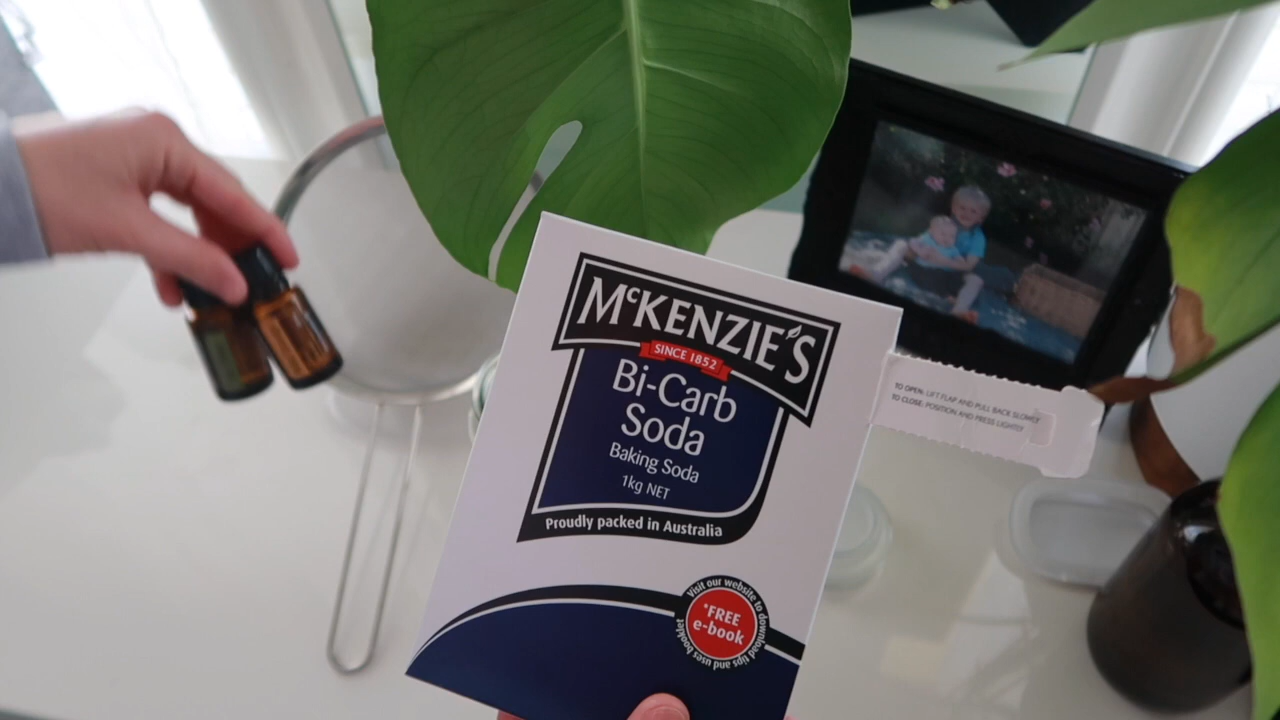 McKENZIE'S
SINCE 1852
Bi-Carb
Soda
Baking Soda
1kg NET
Proudly packed in Australia
Visit our website to download tips and uses booklet
*FREE
e-book
TO OPEN: LIFT FLAP AND PULL BACK SLOWLY
TO CLOSE: POSITION AND PRESS LIGHTLY